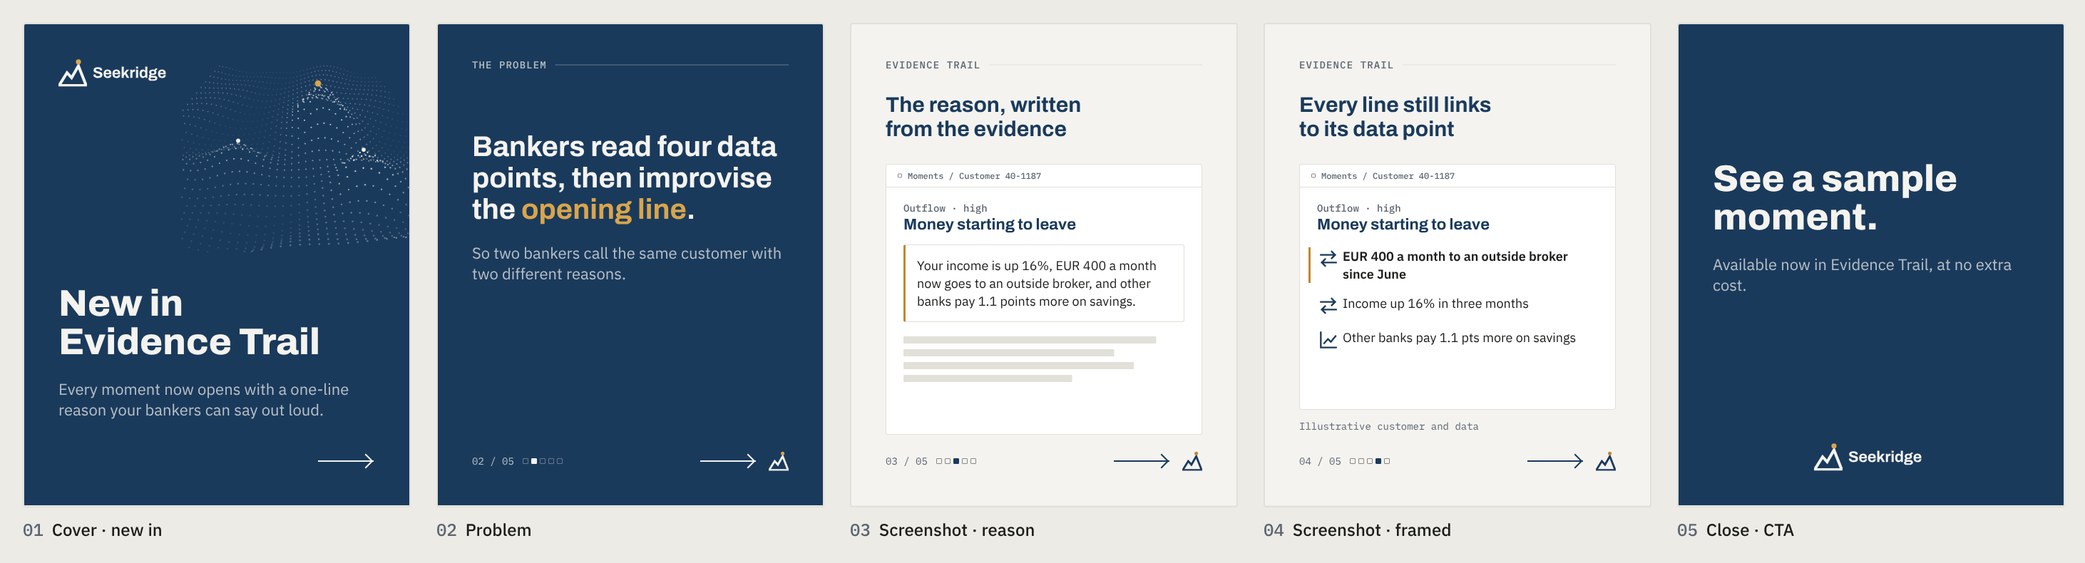 Seekridge
New in
Evidence Trail
Every moment now opens with a one-line
reason your bankers can say out loud.
01 Cover · new in
THE PROBLEM
Bankers read four data
points, then improvise
the opening line.
So two bankers call the same customer with
two different reasons.
02 / 05
02 Problem
EVIDENCE TRAIL
The reason, written
from the evidence
Moments / Customer 40-1187
Outflow · high
Money starting to leave
Your income is up 16%, EUR 400 a month
now goes to an outside broker, and other
banks pay 1.1 points more on savings.
03 / 05
03 Screenshot · reason
EVIDENCE TRAIL
Every line still links
to its data point
Moments / Customer 40-1187
Outflow · high
Money starting to leave
EUR 400 a month to an outside broker
since June
Income up 16% in three months
Other banks pay 1.1 pts more on savings
Illustrative customer and data
04 / 05
04 Screenshot · framed
See a sample
moment.
Available now in Evidence Trail, at no extra
cost.
Seekridge
05 Close · CTA